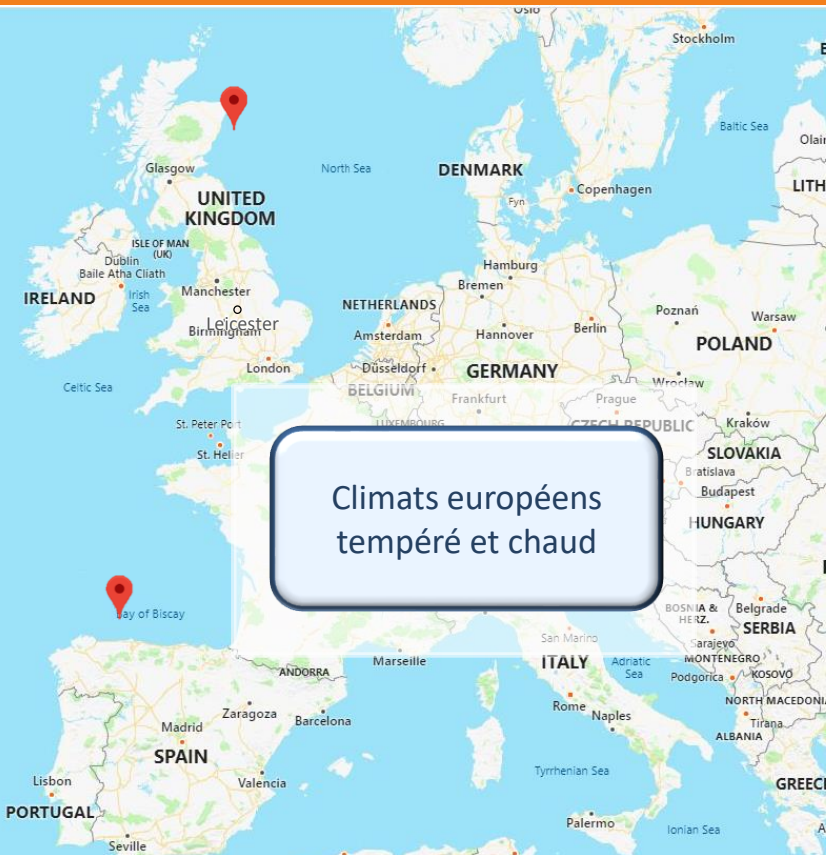 Oslo
Stockholm
Baltic Sea
Glasgow
North Sea
DENMARK
Copenhagen
LITH
UNITED
KINGDOM
Fyn
ISLE OF MAN
(UK)
Dublin
Baile Atha Cliath
Hamburg
Bremen
IRELAND
Irish
Sea
Manchester
Leicester
Birmingham
NETHERLANDS
Amsterdam
Hannover
Berlin
Poznań
Warsaw
POLAND
London
Düsseldorf
GERMANY
Celtic Sea
BELGIUM
Frankfurt
Prague
Wrocław
St. Peter Port
LUXEMBOURG
CZECH REPUBLIC
Kraków
St. Helier
SLOVAKIA
Bratislava
Budapest
HUNGARY
Climats européens
tempéré et chaud
Bay of Biscay
BOSNIA &
HERZ.
Belgrade
SERBIA
San Marino
Sarajevo
ANDORRA
Marseille
ITALY
Adriatic
Sea
MONTENEGRO
Podgorica
KOSOVO
Zaragoza
Barcelona
Rome
Naples
NORTH MACEDONIA
Tirana
ALBANIA
Madrid
SPAIN
Valencia
Tyrrhenian Sea
Lisbon
PORTUGAL
GREEC
Palermo
Ionian Sea
Seville